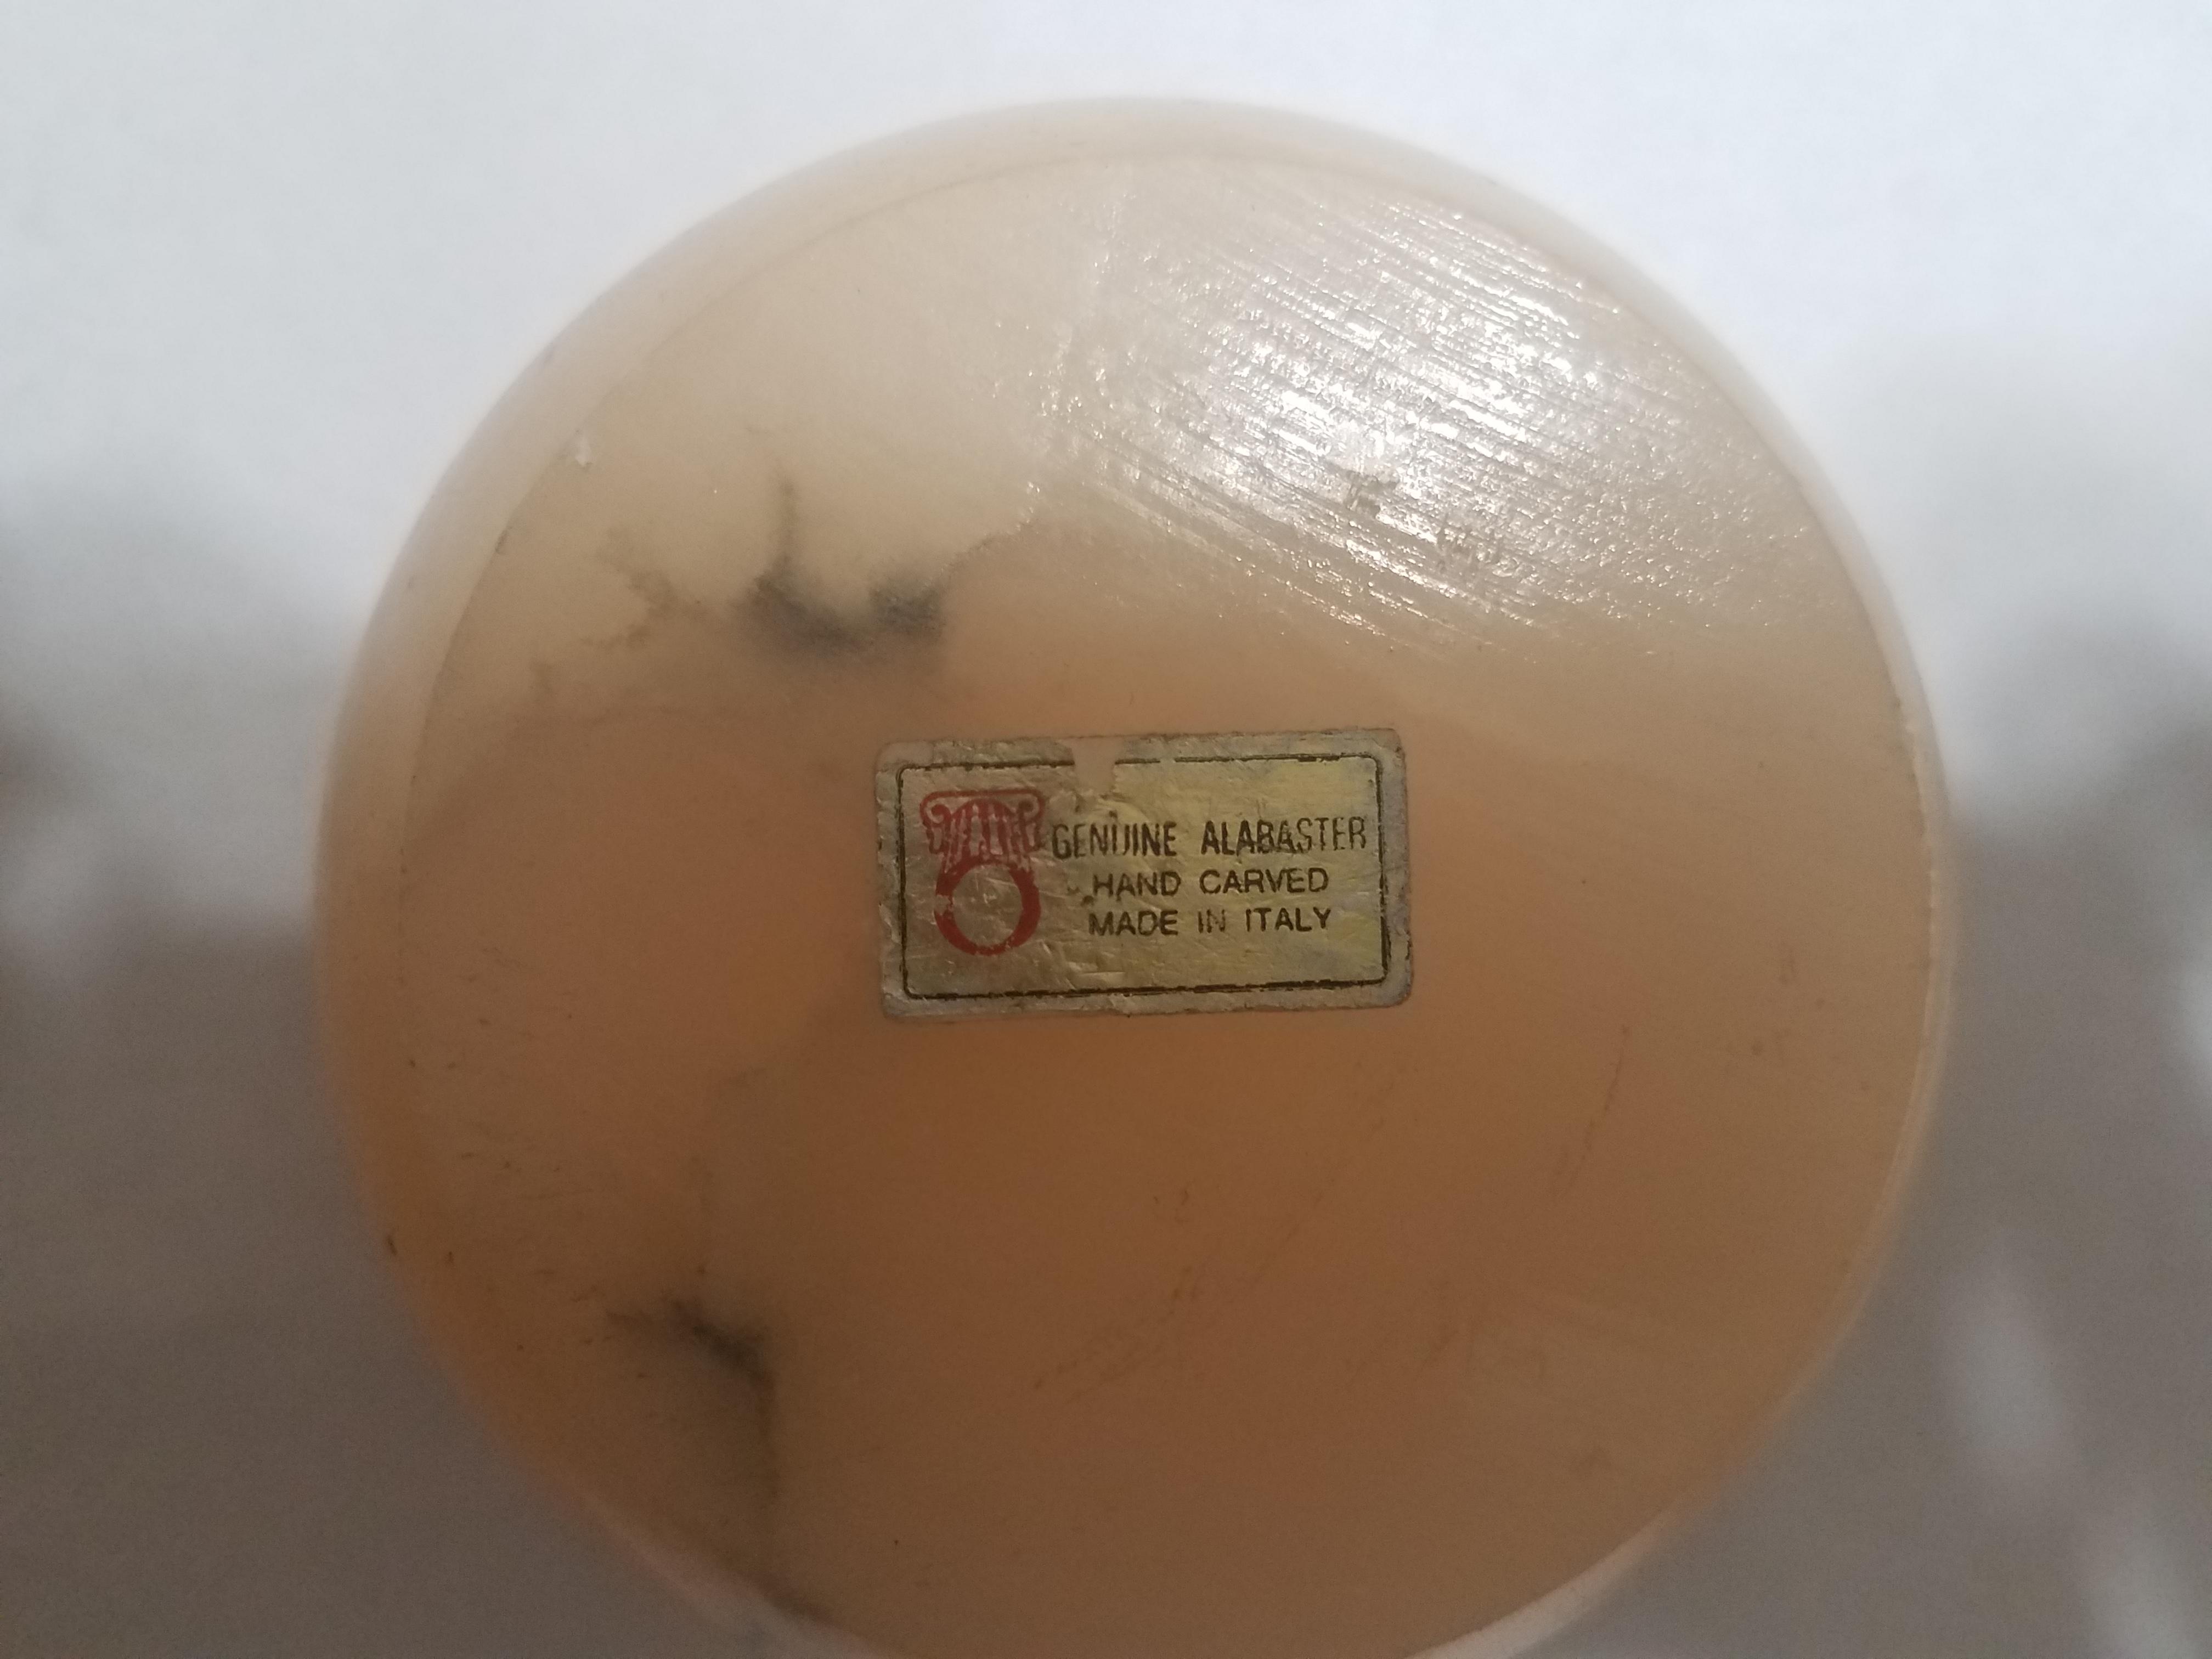 GENUINE ALABASTER
HAND CARVED
MADE IN ITALY